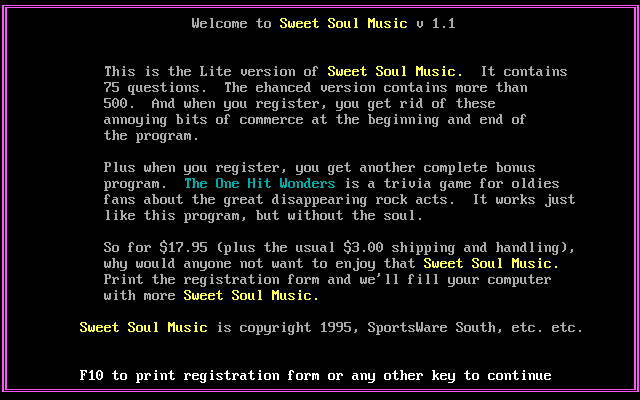 Welcome to Sweet Soul Music v 1.1
This is the Lite version of Sweet Soul Music.  It contains
75 questions.  The ehanced version contains more than
500.  And when you register, you get rid of these
annoying bits of commerce at the beginning and end of
the program.
Plus when you register, you get another complete bonus
program.  The One Hit Wonders is a trivia game for oldies
fans about the great disappearing rock acts.  It works just
like this program, but without the soul.
So for $17.95 (plus the usual $3.00 shipping and handling),
why would anyone not want to enjoy that Sweet Soul Music.
Print the registration form and we'll fill your computer
with more Sweet Soul Music.
Sweet Soul Music is copyright 1995, SportsWare South, etc. etc.
F10 to print registration form or any other key to continue